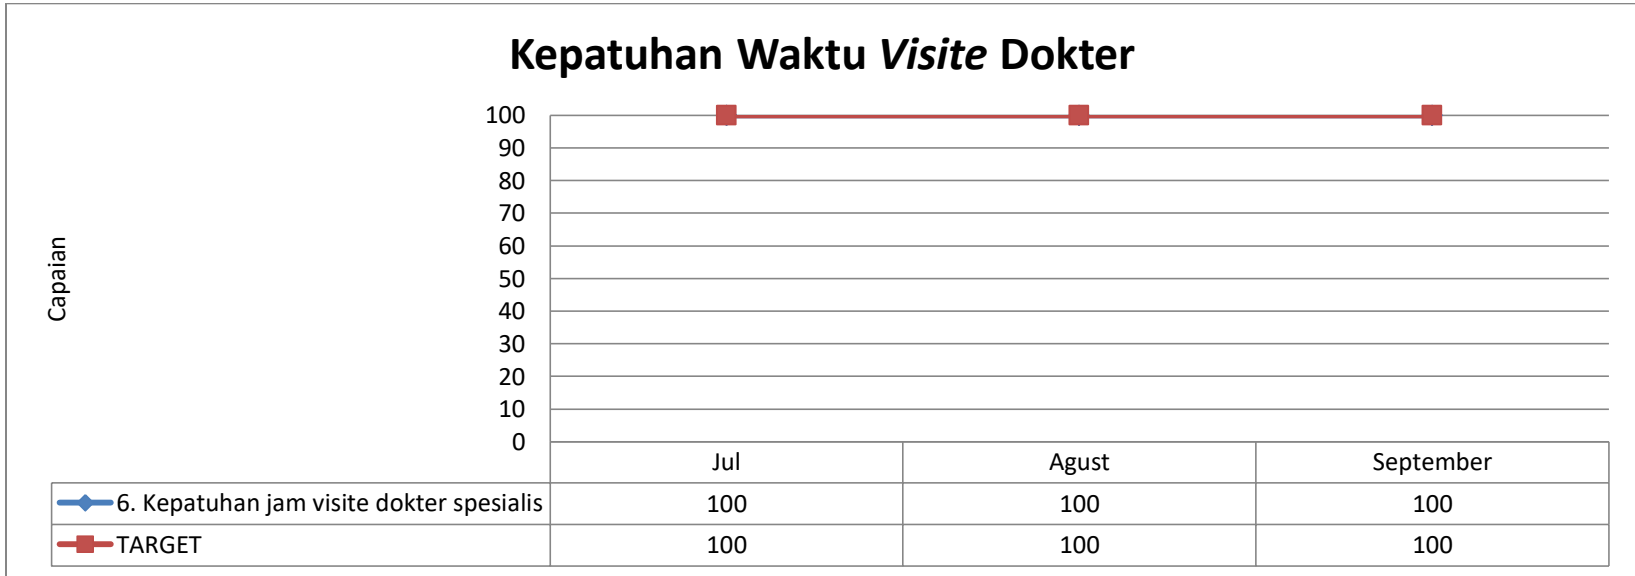 Kepatuhan Waktu Visite Dokter
Capaian
100
90
80
70
60
50
40
30
20
10
0
Jul Agust September
6. Kepatuhan jam visite dokter spesialis 100 100 100
TARGET 100 100 100